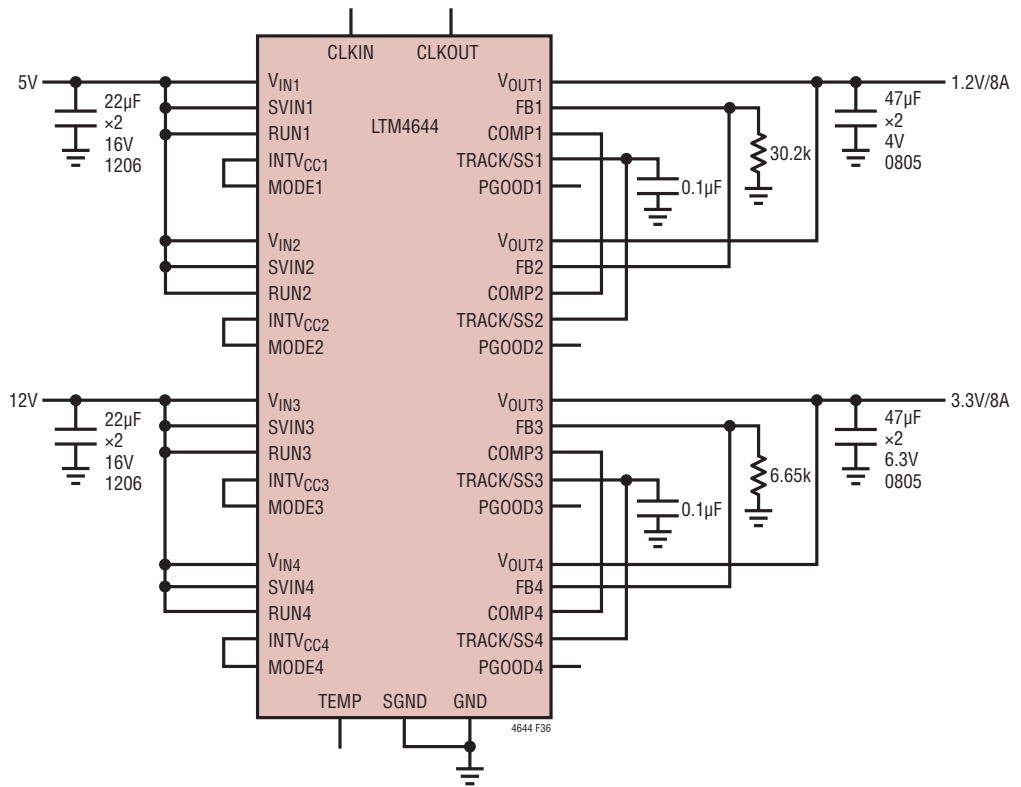 CLKIN CLKOUT
5V
22µF
×2
16V
1206
VIN1
SVIN1
RUN1
INTVCC1
MODE1
VIN2
SVIN2
RUN2
INTVCC2
MODE2
LTM4644
VOUT1
FB1
COMP1
TRACK/SS1
PGOOD1
VOUT2
FB2
COMP2
TRACK/SS2
PGOOD2
0.1µF
30.2k
47µF
×2
4V
0805
1.2V/8A
12V
22µF
×2
16V
1206
VIN3
SVIN3
RUN3
INTVCC3
MODE3
VIN4
SVIN4
RUN4
INTVCC4
MODE4
VOUT3
FB3
COMP3
TRACK/SS3
PGOOD3
VOUT4
FB4
COMP4
TRACK/SS4
PGOOD4
0.1µF
6.65k
47µF
×2
6.3V
0805
3.3V/8A
TEMP SGND GND
4644 F36